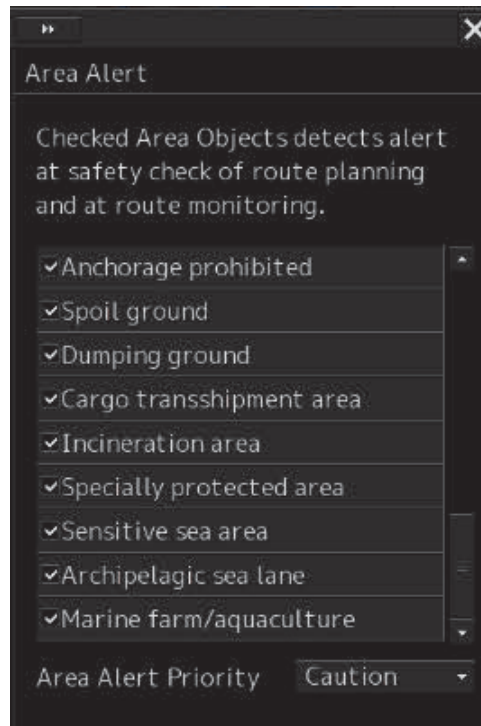 Area Alert
Checked Area Objects detects alert
at safety check of route planning
and at route monitoring.
Anchorage prohibited
Spoil ground
Dumping ground
Cargo transshipment area
Incineration area
Specially protected area
Sensitive sea area
Archipelagic sea lane
Marine farm/aquaculture
Area Alert Priority Caution